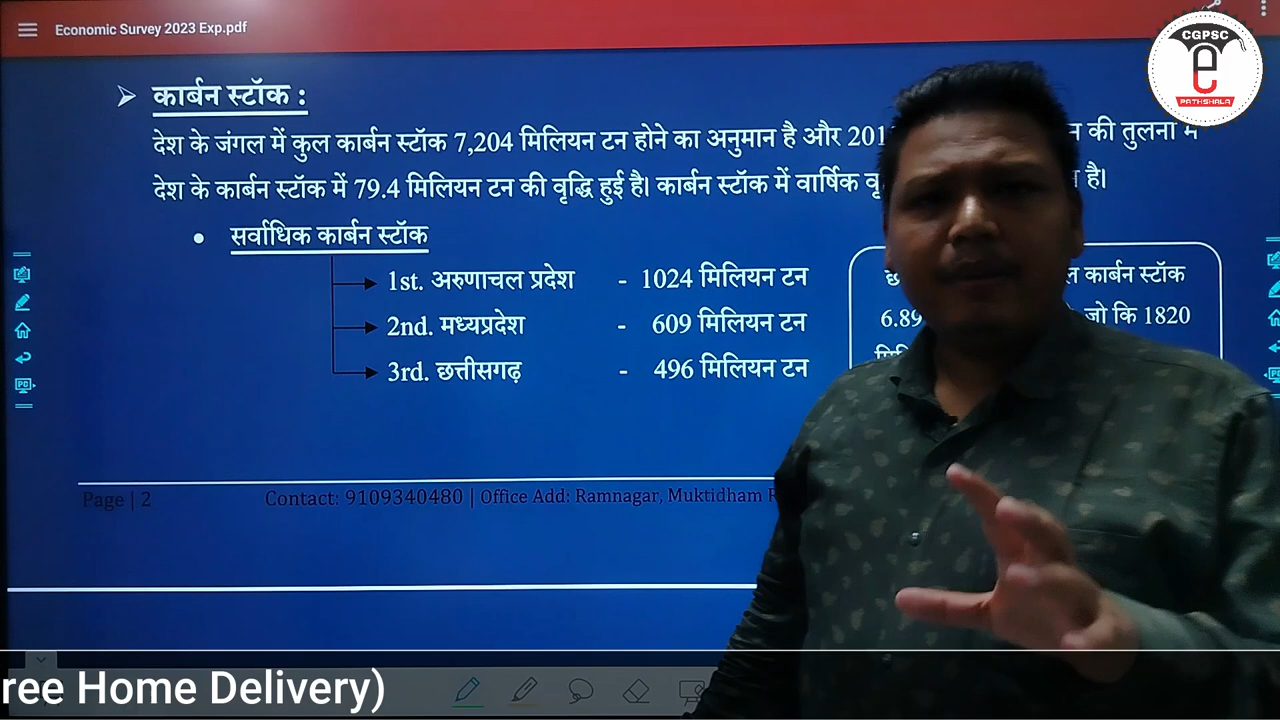 Economic Survey 2023 Exp.pdf
CGPSC
e
PATHSHALA
➢ कार्बन स्टॉक :
देश के जंगल में कुल कार्बन स्टॉक 7,204 मिलियन टन होने का अनुमान है और 201 की तुलना में
देश के कार्बन स्टॉक में 79.4 मिलियन टन की वृद्धि हुई है। कार्बन स्टॉक में वार्षिक है।
• सर्वाधिक कार्बन स्टॉक
1st. अरुणाचल प्रदेश - 1024 मिलियन टन
2nd. मध्यप्रदेश - 609 मिलियन टन
3rd. छत्तीसगढ़ - 496 मिलियन टन
कार्बन स्टॉक
6.89 जो कि 1820
Page | 2 Contact: 9109340480 | Office Add: Ramnagar, Muktidham
ree Home Delivery)